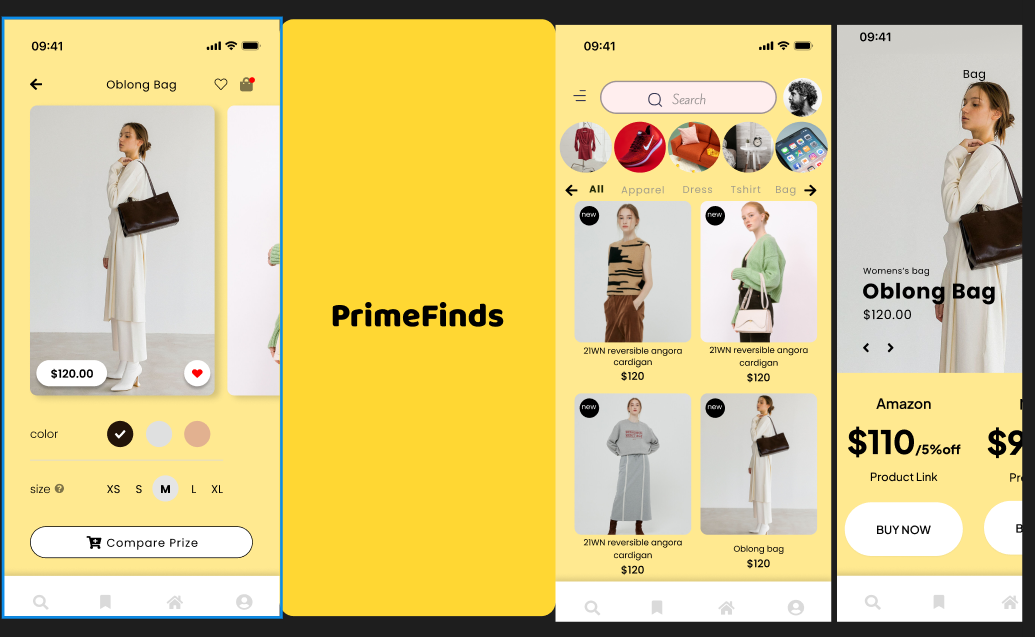 09:41
Oblong Bag
$120.00
color
size
XS S M L XL
Compare Prize
PrimeFinds
09:41
Search
All Apparel Dress Tshirt Bag
new
new
21WN reversible angora
cardigan
$120
21WN reversible angora
cardigan
$120
new
new
21WN reversible angora
cardigan
$120
Oblong bag
$120
09:41
Bag
Womens's bag
Oblong Bag
$120.00
Amazon
$110/5%off
Product Link
BUY NOW
$9